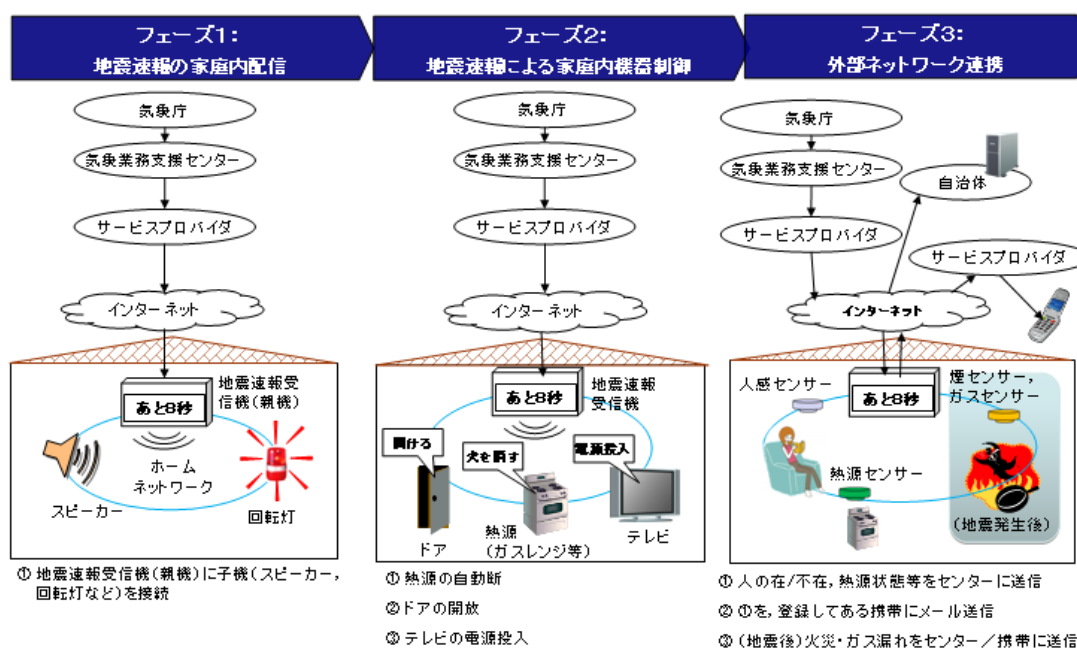 フェーズ1:
地震速報の家庭内配信
気象庁
気象業務支援センター
サービスプロバイダ
インターネット
あと8秒
地震速報受
信機(親機)
ホーム
ネットワーク
スピーカー
回転灯
① 地震速報受信機(親機)に子機(スピーカー,
回転灯など)を接続
フェーズ2:
地震速報による家庭内機器制御
気象庁
気象業務支援センター
サービスプロバイダ
インターネット
あと8秒
地震速報
受信機
開ける
火を消す
電源投入
ドア
熱源
(ガスレンジ等)
テレビ
① 熱源の自動断
②ドアの開放
③テレビの電源投入
フェーズ3:
外部ネットワーク連携
気象庁
気象業務支援センター
自治体
サービスプロバイダ
サービスプロバイダ
インターネット
人感センサー
あと8秒
煙センサー,
ガスセンサー
熱源センサー
(地震発生後)
① 人の在/不在, 熱源状態等をセンターに送信
② ①を, 登録してある携帯にメール送信
③ (地震後)火災・ガス漏れをセンター/携帯に送信